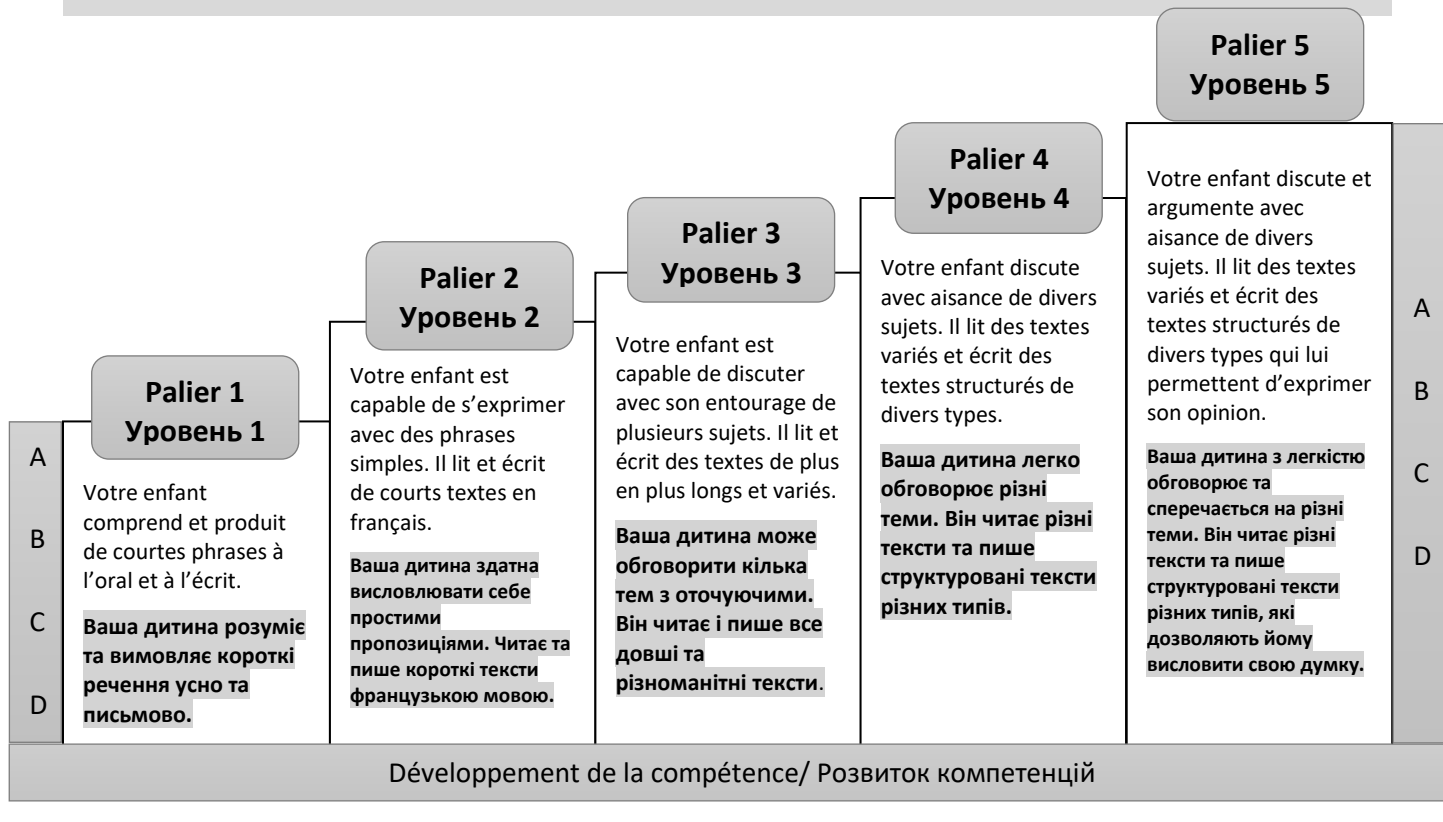 Palier 1
Уровень 1
Votre enfant
comprend et produit
de courtes phrases à
l’oral et à l’écrit.
Ваша дитина розуміє
та вимовляє короткі
речення усно та
письмово.
Palier 2
Уровень 2
Votre enfant est
capable de s’exprimer
avec des phrases
simples. Il lit et écrit
de courts textes en
français.
Ваша дитина здатна
висловлювати себе
простими
пропозиціями. Читає та
пише короткі тексти
французькою мовою.
Palier 3
Уровень 3
Votre enfant est
capable de discuter
avec son entourage de
plusieurs sujets. Il lit et
écrit des textes de plus
en plus longs et variés.
Ваша дитина може
обговорити кілька
тем з оточуючими.
Він читає і пише все
довші та
різноманітні тексти.
Palier 4
Уровень 4
Votre enfant discute
avec aisance de divers
sujets. Il lit des textes
variés et écrit des
textes structurés de
divers types.
Ваша дитина легко
обговорює різні
теми. Він читає різні
тексти та пише
структуровані тексти
різних типів.
Palier 5
Уровень 5
Votre enfant discute et
argumente avec
aisance de divers
sujets. Il lit des textes
variés et écrit des
textes structurés de
divers types qui lui
permettent d’exprimer
son opinion.
Ваша дитина з легкістю
обговорює та
сперечається на різні
теми. Він читає різні
тексти та пише
структуровані тексти
різних типів, які
дозволяють йому
висловити свою думку.
A
B
C
D
A
B
C
D
Développement de la compétence/ Розвиток компетенцій